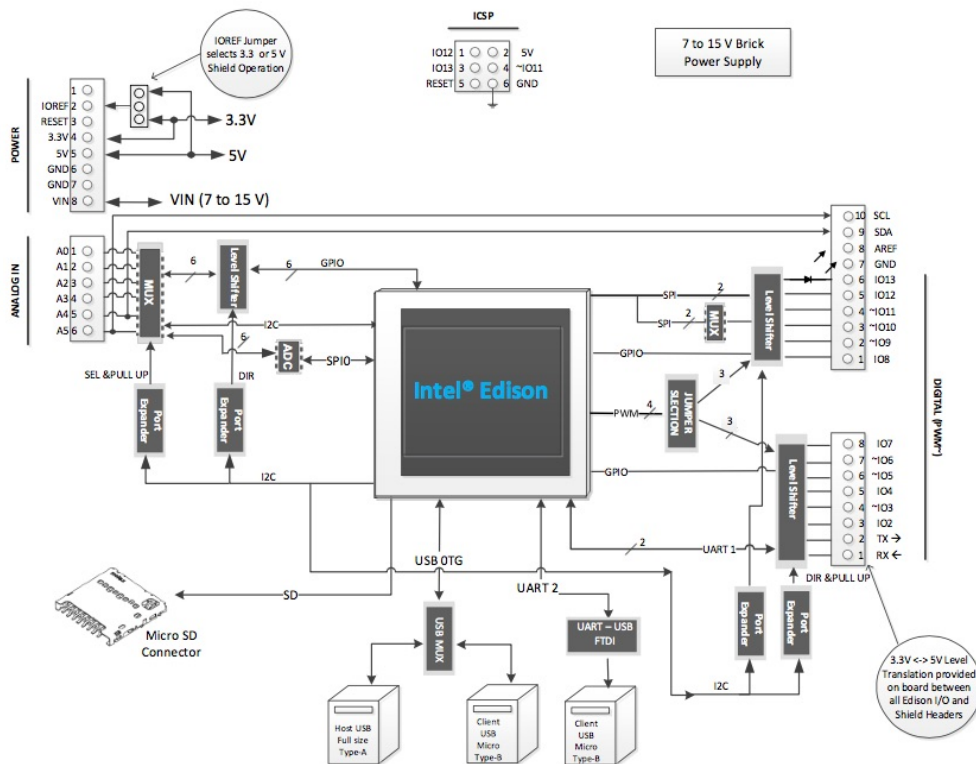 ICSP
IO12 1 2 5V
IO13 3 4 ~IO11
RESET 5 6 GND
7 to 15 V Brick
Power Supply
IOREF Jumper
selects 3.3 or 5 V
Shield Operation
POWER
1
IOREF 2
RESET 3
3.3V 4
5V 5
GND 6
GND 7
VIN 8
3.3V
5V
VIN (7 to 15 V)
ANALOG IN
A0 1
A1 2
A2 3
A3 4
A4 5
A5 6
MUX
6
Level Shifter
6
GPIO
I2C
6
ADC
SPIO
SEL &PULL UP
DIR
Port
Expander
Port
Expander
I2C
Intel® Edison
SPI
2
SPI
2
MUX
Level Shifter
GPIO
PWM
4
JUMPER
SLECTION
3
3
GPIO
Level Shifter
2
UART 1
10 SCL
9 SDA
8 AREF
7 GND
6 IO13
5 IO12
4 ~IO11
3 ~IO10
2 ~IO9
1 IO8
DIGITAL (PWM~)
8 IO7
7 ~IO6
6 ~IO5
5 IO4
4 ~IO3
3 IO2
2 TX →
1 RX ←
DIR &PULL UP
Port
Expander
Port
Expander
I2C
USB OTG
UART 2
SD
Micro SD
Connector
USB MUX
UART – USB
FTDI
Host USB
Full size
Type-A
Client
USB
Micro
Type-B
Client
USB
Micro
Type-B
3.3V <-> 5V Level
Translation provided
on board between
all Edison I/O and
Shield Headers